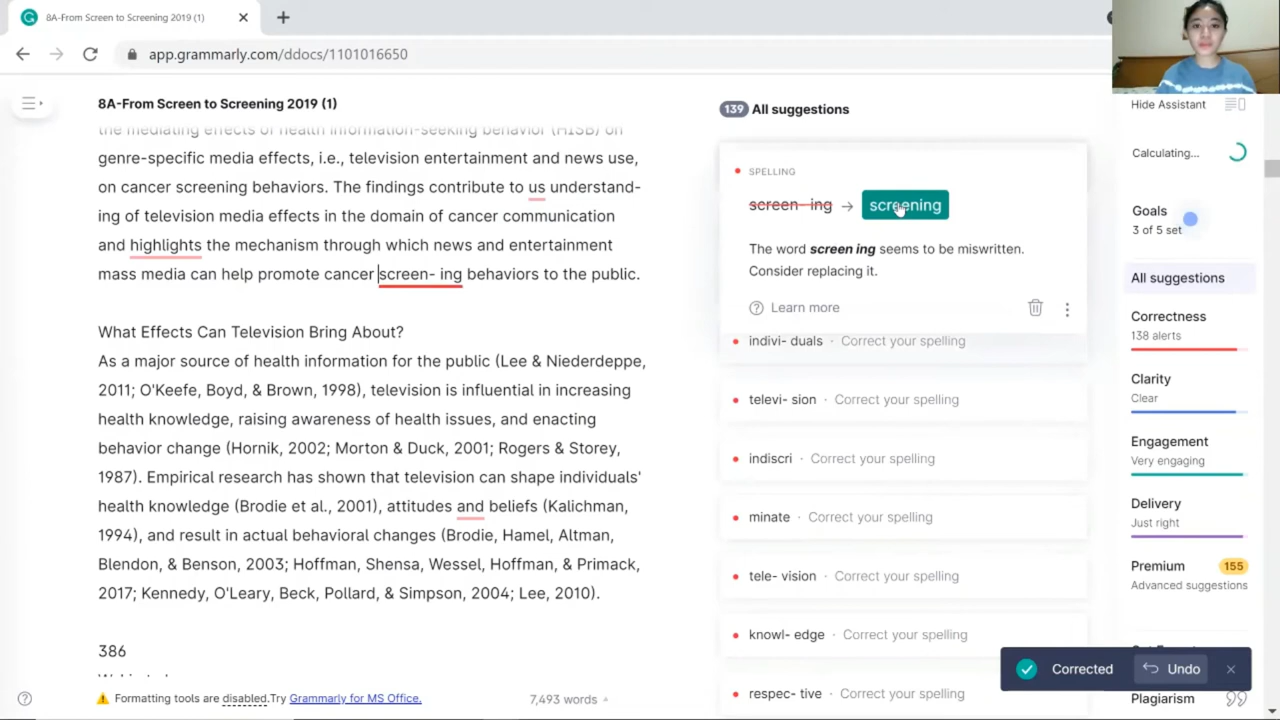 8A-From Screen to Screening 2019 (1)
app.grammarly.com/ddocs/1101016650
8A-From Screen to Screening 2019 (1)
the mediating effects of health information-seeking behavior (HISB) on
genre-specific media effects, i.e., television entertainment and news use,
on cancer screening behaviors. The findings contribute to us understand-
ing of television media effects in the domain of cancer communication
and highlights the mechanism through which news and entertainment
mass media can help promote cancer screen- ing behaviors to the public.
What Effects Can Television Bring About?
As a major source of health information for the public (Lee & Niederdeppe,
2011; O'Keefe, Boyd, & Brown, 1998), television is influential in increasing
health knowledge, raising awareness of health issues, and enacting
behavior change (Hornik, 2002; Morton & Duck, 2001; Rogers & Storey,
1987). Empirical research has shown that television can shape individuals'
health knowledge (Brodie et al., 2001), attitudes and beliefs (Kalichman,
1994), and result in actual behavioral changes (Brodie, Hamel, Altman,
Blendon, & Benson, 2003; Hoffman, Shensa, Wessel, Hoffman, & Primack,
2017; Kennedy, O'Leary, Beck, Pollard, & Simpson, 2004; Lee, 2010).
386
Formatting tools are disabled.Try Grammarly for MS Office.
7,493 words
139 All suggestions
SPELLING
screen- ing → screening
The word screen ing seems to be miswritten.
Consider replacing it.
Learn more
indivi- duals · Correct your spelling
televi- sion · Correct your spelling
indiscri · Correct your spelling
minate · Correct your spelling
tele- vision · Correct your spelling
knowl- edge · Correct your spelling
respec- tive · Correct your spelling
Hide Assistant
Calculating...
Goals
3 of 5 set
All suggestions
Correctness
138 alerts
Clarity
Clear
Engagement
Very engaging
Delivery
Just right
Premium 155
Advanced suggestions
Corrected Undo
Plagiarism